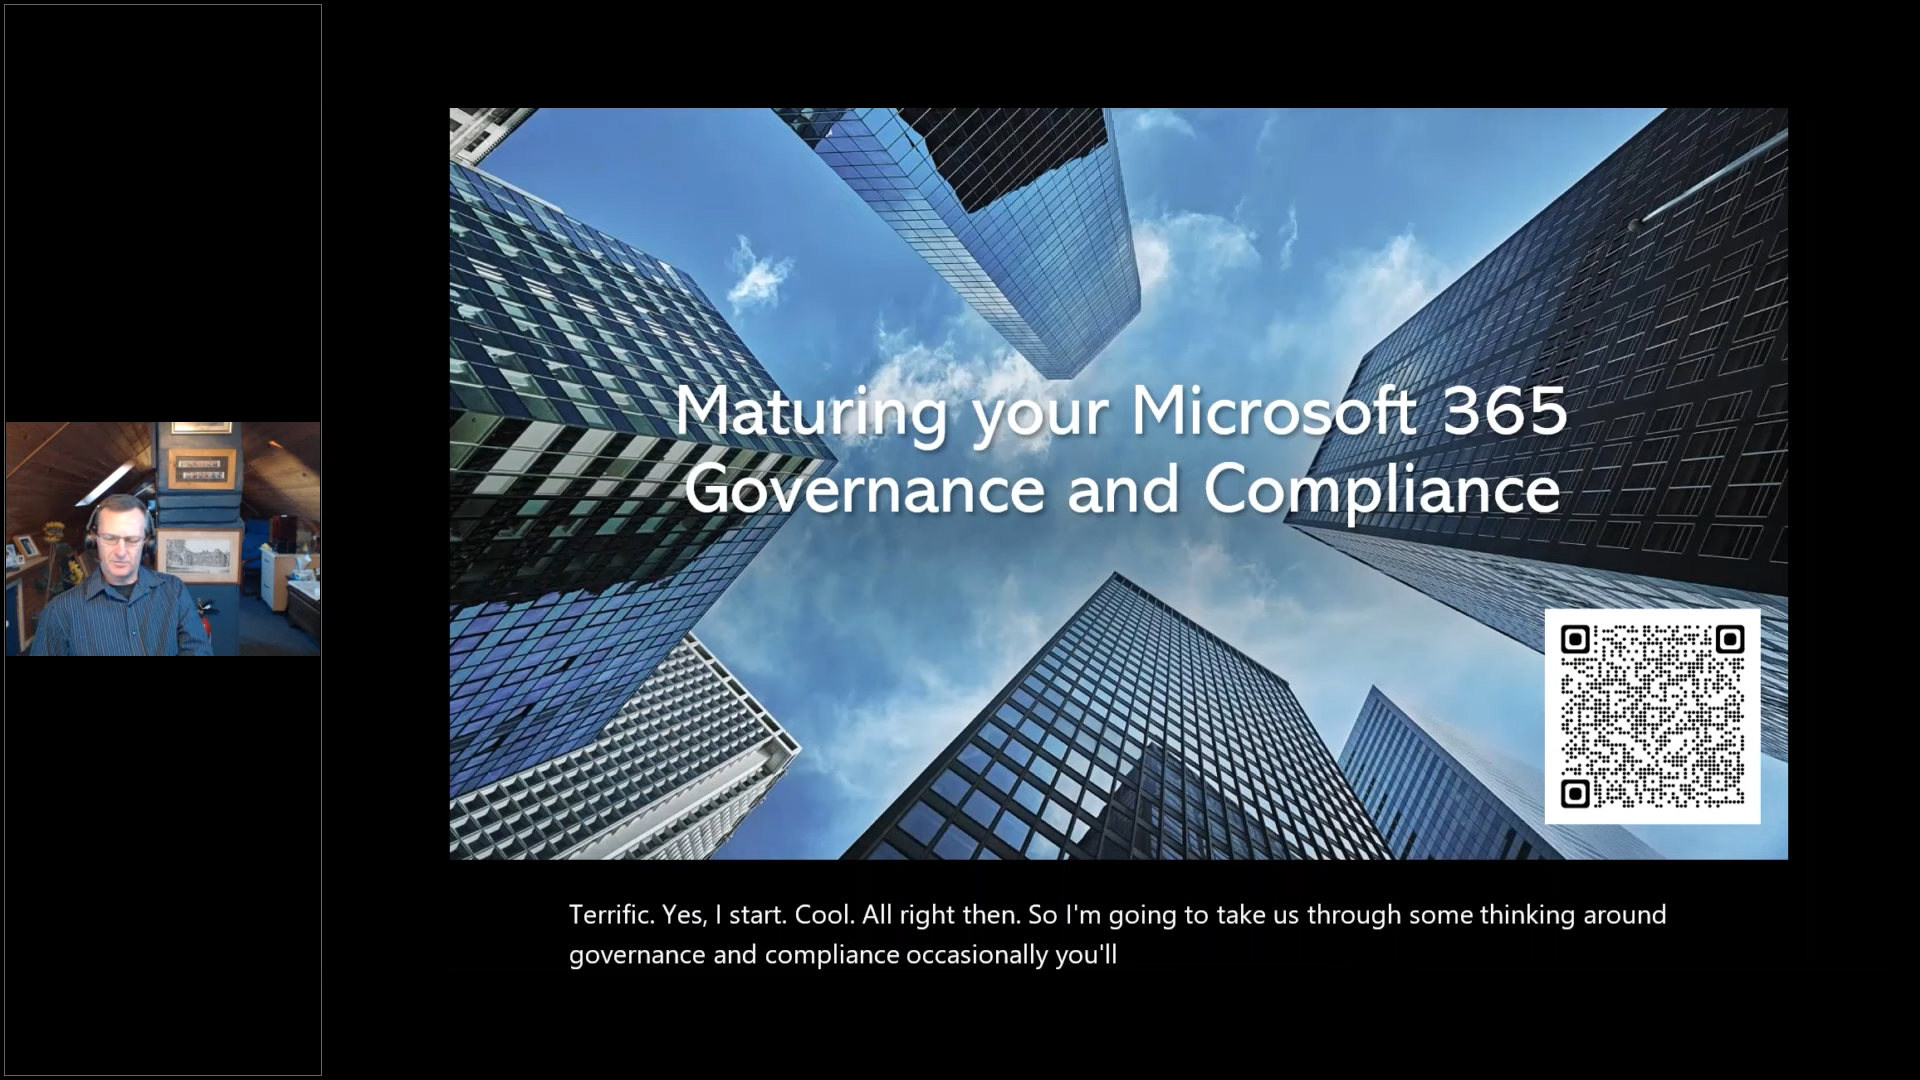 Maturing your Microsoft 365
Governance and Compliance
Terrific. Yes, I start. Cool. All right then. So I'm going to take us through some thinking around
governance and compliance occasionally you'll